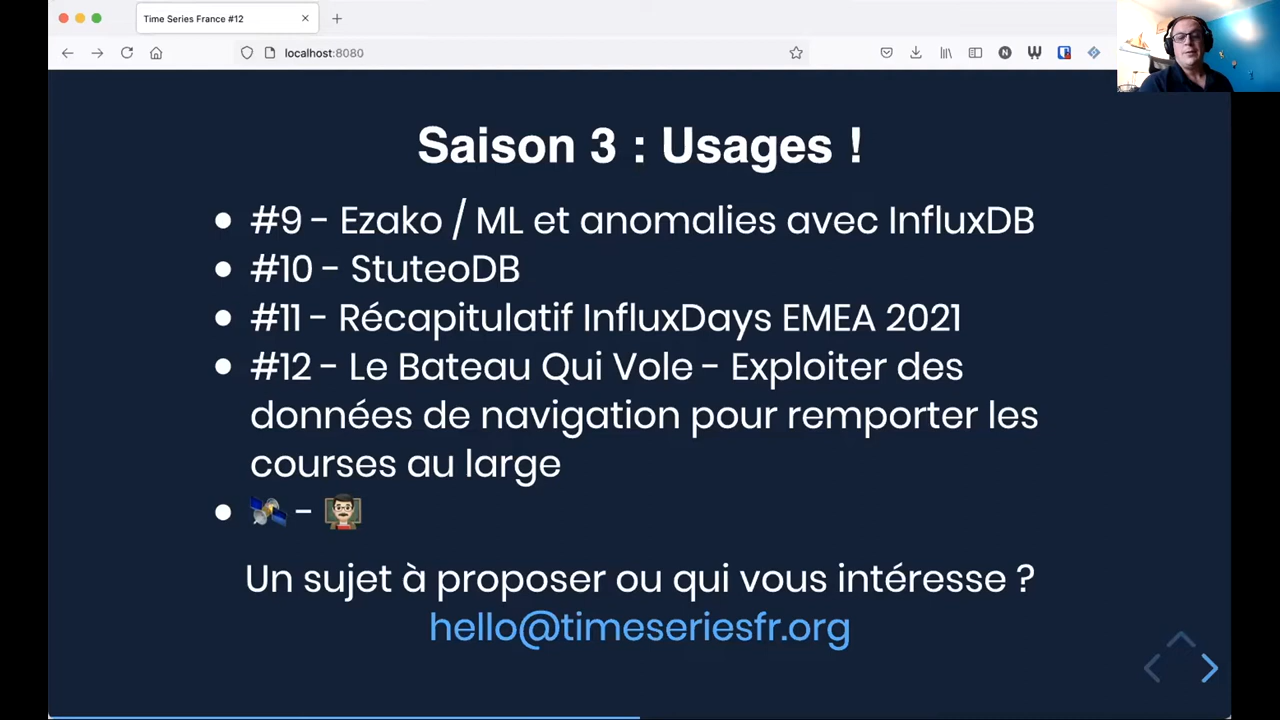 Time Series France #12
localhost:8080
Saison 3 : Usages !
#9 - Ezako / ML et anomalies avec InfluxDB
#10 - StuteoDB
#11 - Récapitulatif InfluxDays EMEA 2021
#12 - Le Bateau Qui Vole - Exploiter des
données de navigation pour remporter les
courses au large
-
Un sujet à proposer ou qui vous intéresse ?
hello@timeseriesfr.org